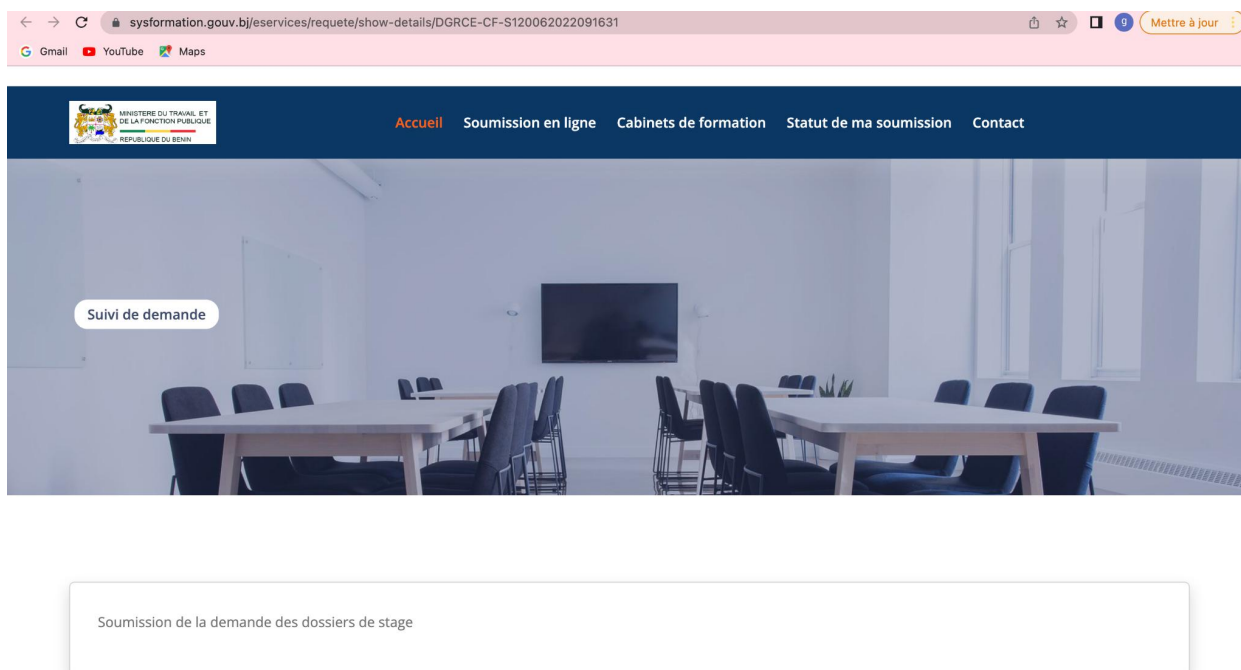 sysformation.gouv.bj/eservices/requete/show-details/DGRCE-CF-S120062022091631
g
Mettre à jour
Gmail YouTube Maps
MINISTERE DU TRAVAIL ET
DE LA FONCTION PUBLIQUE
REPUBLIQUE DU BENIN
Accueil Soumission en ligne Cabinets de formation Statut de ma soumission Contact
Suivi de demande
Soumission de la demande des dossiers de stage